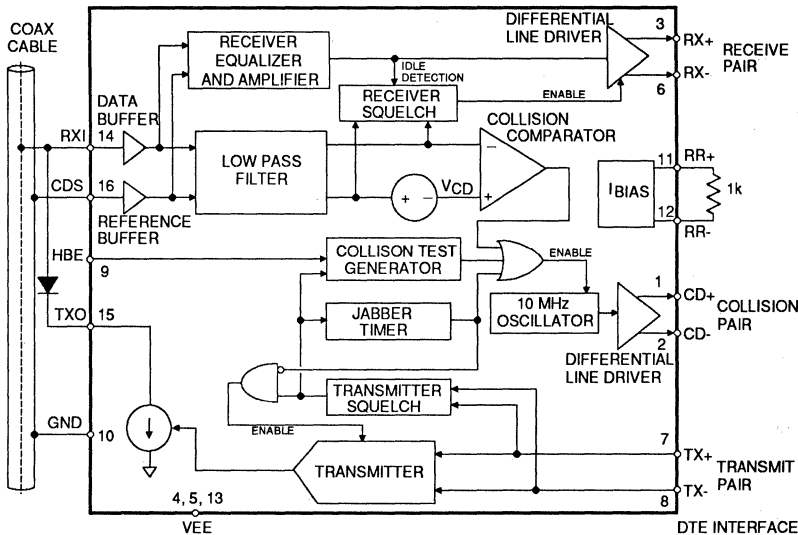 COAX
CABLE
RECEIVER
EQUALIZER
AND AMPLIFIER
DIFFERENTIAL
LINE DRIVER
3
RX+
RX-
6
RECEIVE
PAIR
IDLE
DETECTION
ENABLE
RECEIVER
SQUELCH
DATA
BUFFER
RXI
14
LOW PASS
FILTER
COLLISION
COMPARATOR
CDS
16
REFERENCE
BUFFER
+ −
VCD
−
+
IBIAS
11
RR+
1k
12
RR-
HBE
9
COLLISON TEST
GENERATOR
ENABLE
10 MHz
OSCILLATOR
1
CD+
CD-
2
COLLISION
PAIR
DIFFERENTIAL
LINE DRIVER
TXO
15
JABBER
TIMER
TRANSMITTER
SQUELCH
ENABLE
GND
10
TRANSMITTER
7
TX+
TX-
8
TRANSMIT
PAIR
4, 5, 13
VEE
DTE INTERFACE